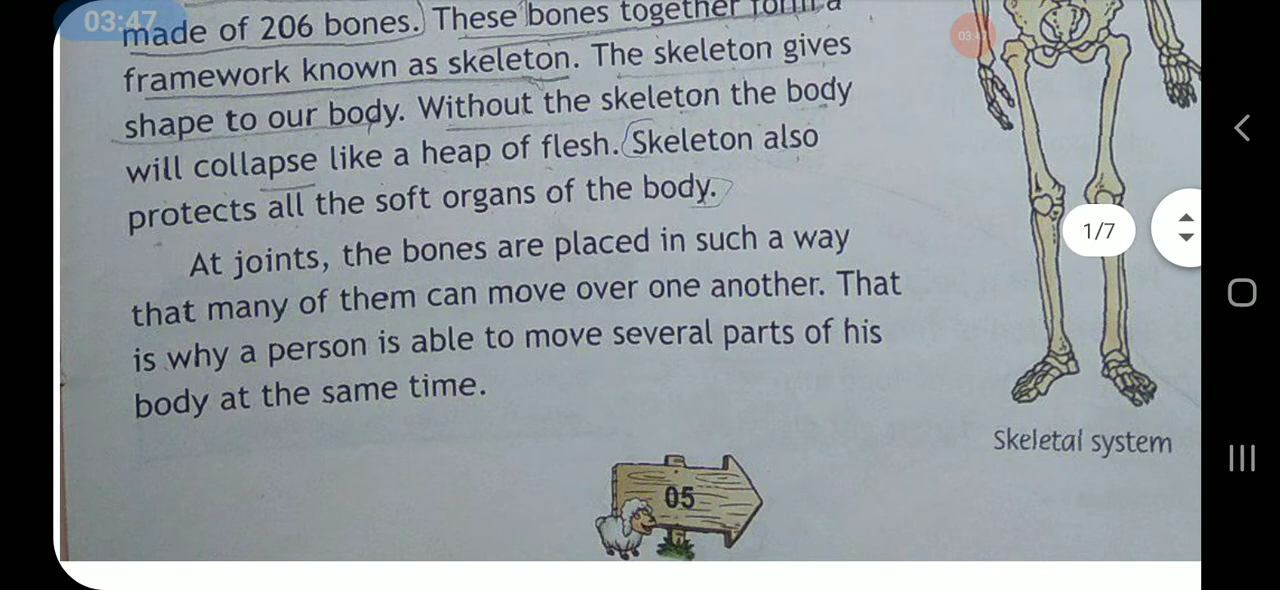 03:47
made of 206 bones. These bones together form a
framework known as skeleton. The skeleton gives
shape to our body. Without the skeleton the body
will collapse like a heap of flesh. Skeleton also
protects all the soft organs of the body.
At joints, the bones are placed in such a way
that many of them can move over one another. That
is why a person is able to move several parts of his
body at the same time.
03:47
1/7
Skeletal system
05